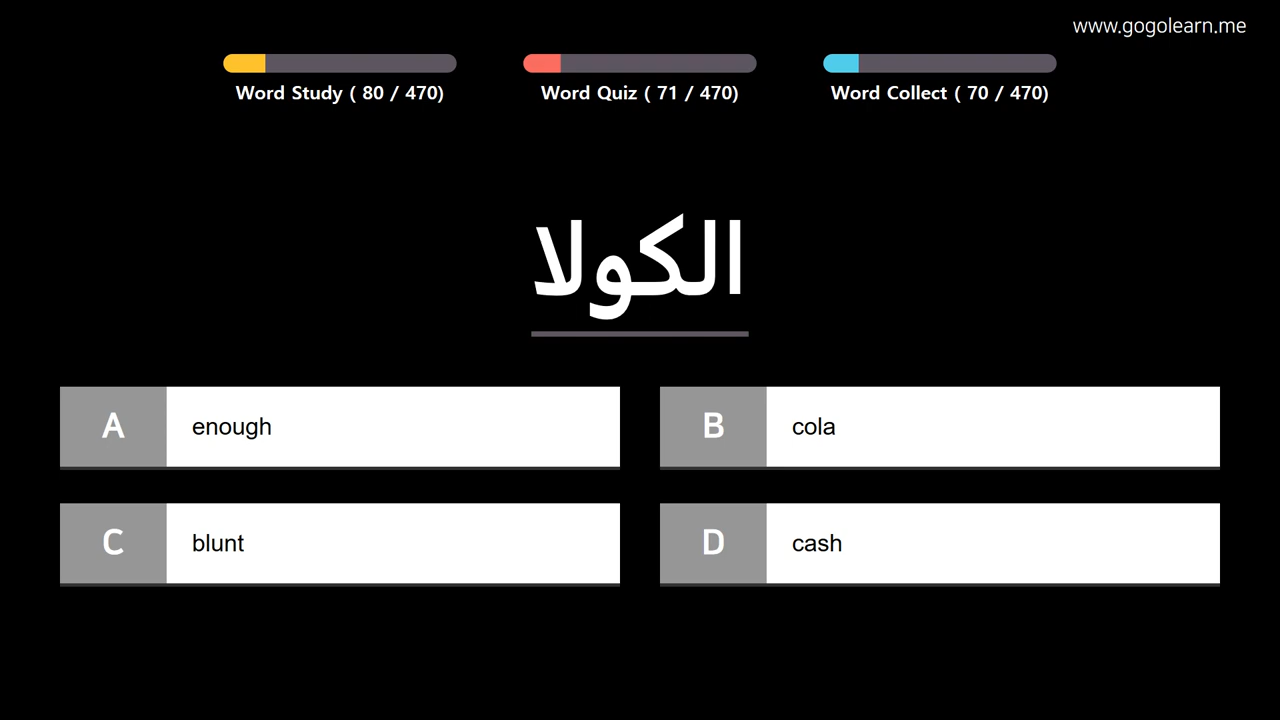 www.gogolearn.me
Word Study ( 80 / 470)
Word Quiz ( 71 / 470)
Word Collect ( 70 / 470)
الكولا
A enough
B cola
C blunt
D cash